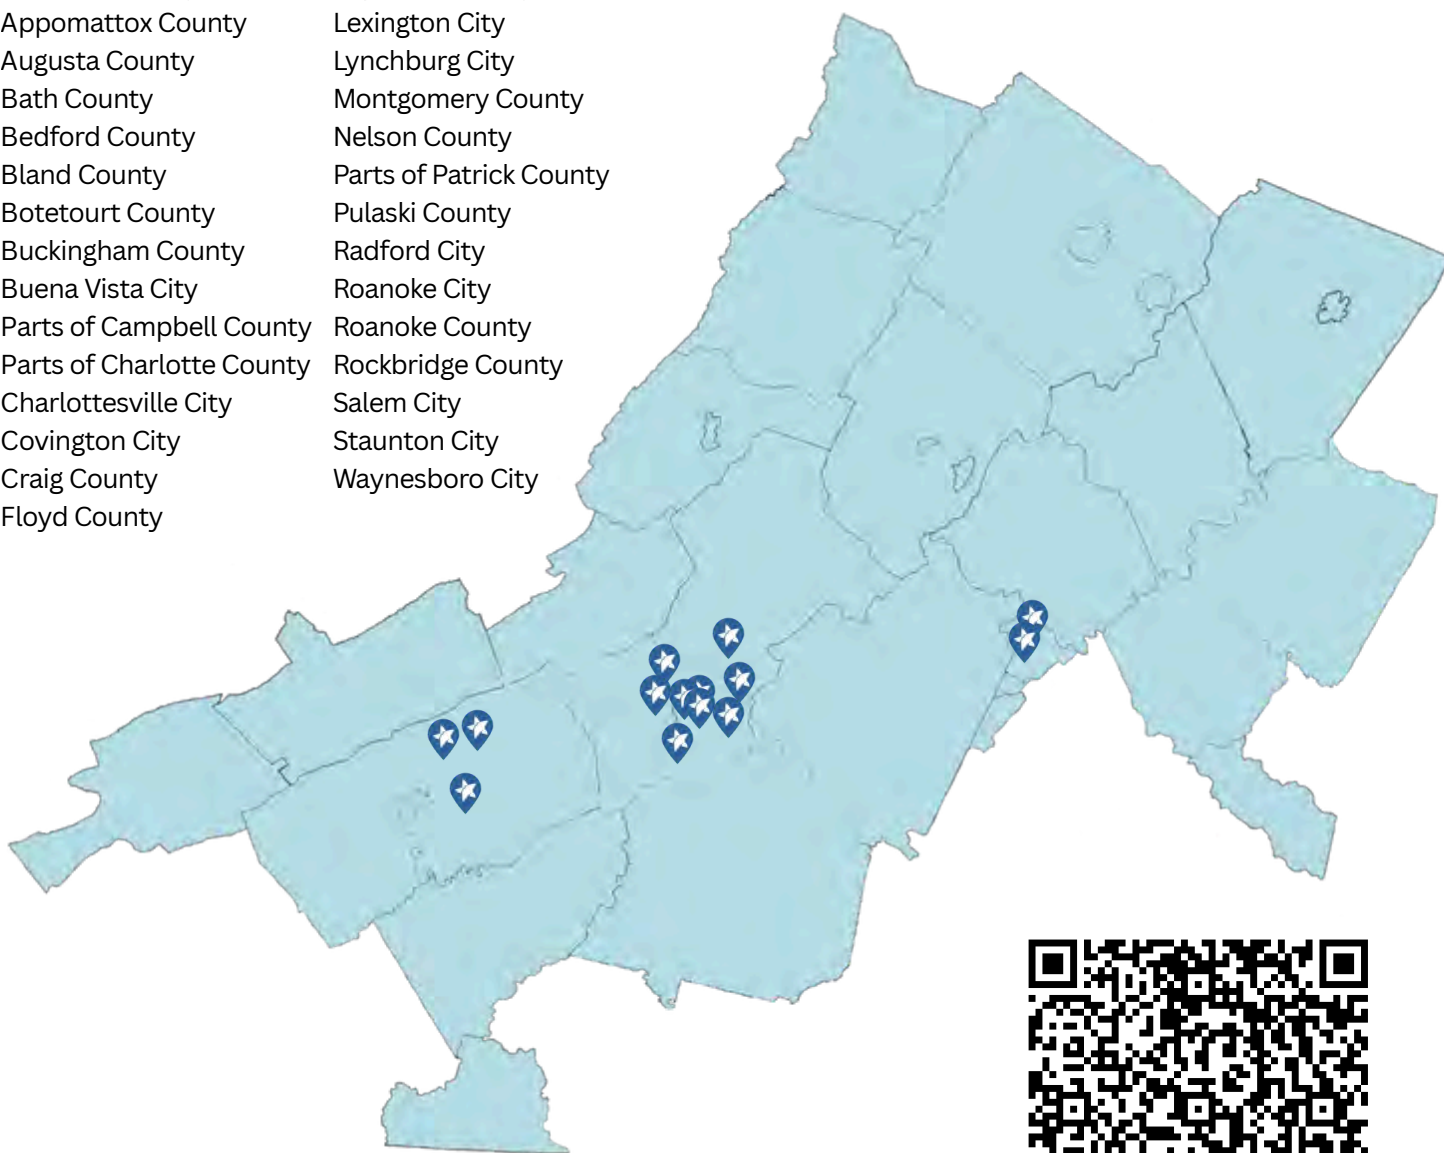 Appomattox County
Augusta County
Bath County
Bedford County
Bland County
Botetourt County
Buckingham County
Buena Vista City
Parts of Campbell County
Parts of Charlotte County
Charlottesville City
Covington City
Craig County
Floyd County
Lexington City
Lynchburg City
Montgomery County
Nelson County
Parts of Patrick County
Pulaski County
Radford City
Roanoke City
Roanoke County
Rockbridge County
Salem City
Staunton City
Waynesboro City